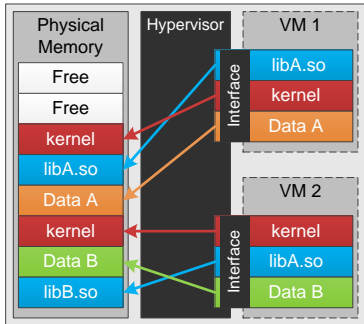 Physical
Memory
Free
Free
kernel
libA.so
Data A
kernel
Data B
libB.so
Hypervisor
Interface
Interface
VM 1
libA.so
kernel
Data A
VM 2
kernel
libA.so
Data B